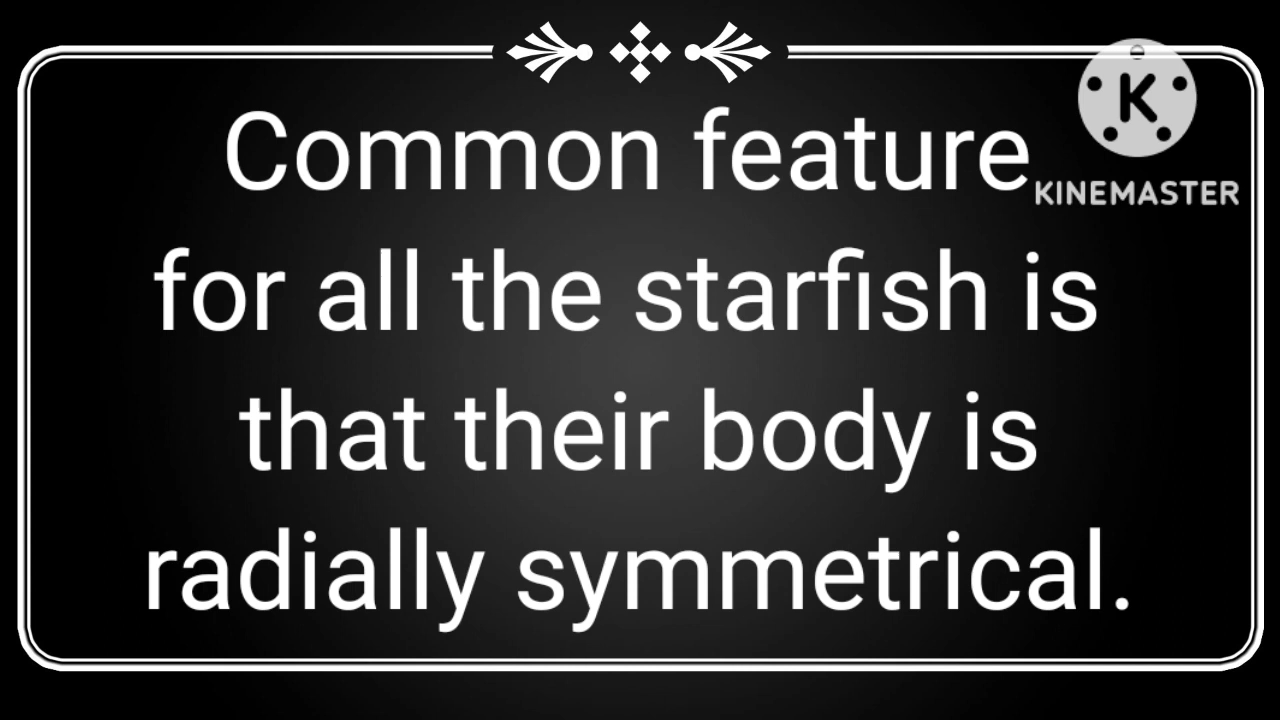 Common feature
for all the starfish is
that their body is
radially symmetrical.
K
KINEMASTER